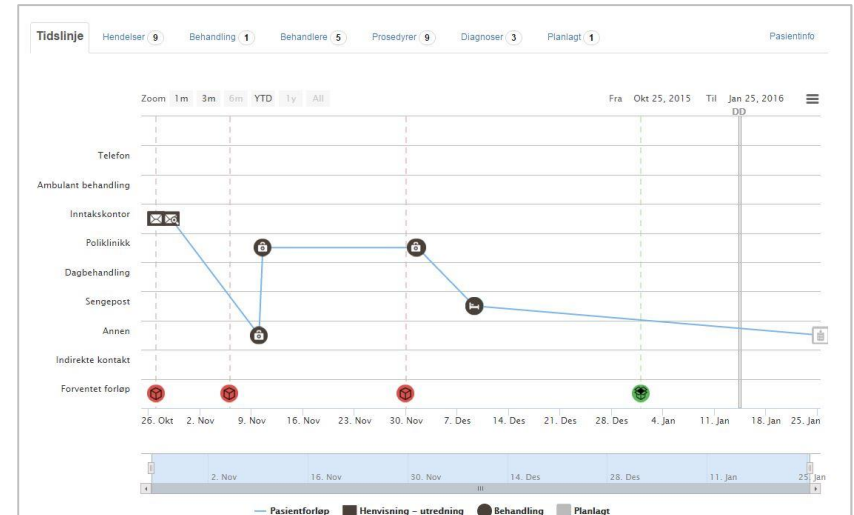 Tidslinje Hendelser 9 Behandling 1 Behandlere 5 Prosedyrer 9 Diagnoser 3 Planlagt 1 Pasientinfo
Zoom 1m 3m 6m YTD 1y All Fra Okt 25, 2015 Til Jan 25, 2016
DD
Telefon
Ambulant behandling
Inntakskontor
Poliklinikk
Dagbehandling
Sengepost
Annen
Indirekte kontakt
Forventet forløp
26. Okt 2. Nov 9. Nov 16. Nov 23. Nov 30. Nov 7. Des 14. Des 21. Des 28. Des 4. Jan 11. Jan 18. Jan 25. Jan
2. Nov 16. Nov 30. Nov 14. Des 28. Des 11. Jan 25. Jan
Pasientforløp Henvisning – utredning Behandling Planlagt